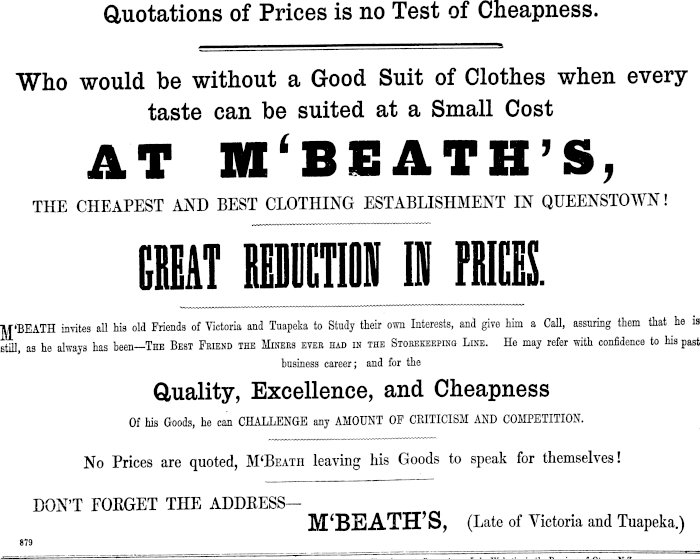 Quotations of Prices is no Test of Cheapness.
Who would be without a Good Suit of Clothes when every
taste can be suited at a Small Cost
AT M‘BEATH’S,
THE CHEAPEST AND BEST CLOTHING ESTABLISHMENT IN QUEENSTOWN!
GREAT REDUCTION IN PRICES.
M‘BEATH invites all his old Friends of Victoria and Tuapeka to Study their own Interests, and give him a Call, assuring them that he is
still, as he always has been—THE BEST FRIEND THE MINERS EVER HAD IN THE STOREKEEPING LINE. He may refer with confidence to his past
business career; and for the
Quality, Excellence, and Cheapness
Of his Goods, he can CHALLENGE any AMOUNT OF CRITICISM AND COMPETITION.
No Prices are quoted, M‘BEATH leaving his Goods to speak for themselves!
DON’T FORGET THE ADDRESS—
M‘BEATH’S, (Late of Victoria and Tuapeka.)
879